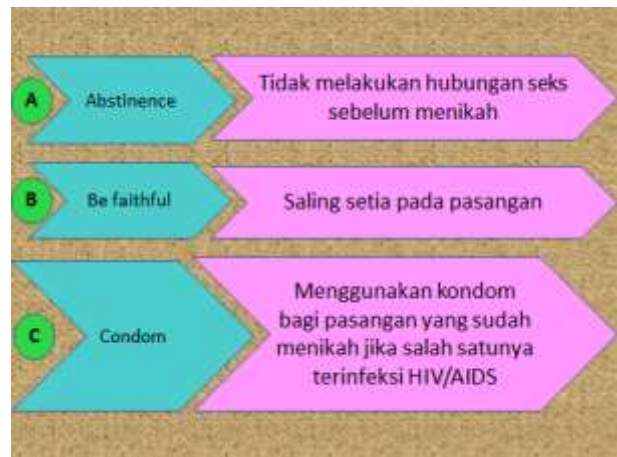 A
Abstinence
Tidak melakukan hubungan seks
sebelum menikah
B
Be faithful
Saling setia pada pasangan
C
Condom
Menggunakan kondom
bagi pasangan yang sudah
menikah jika salah satunya
terinfeksi HIV/AIDS